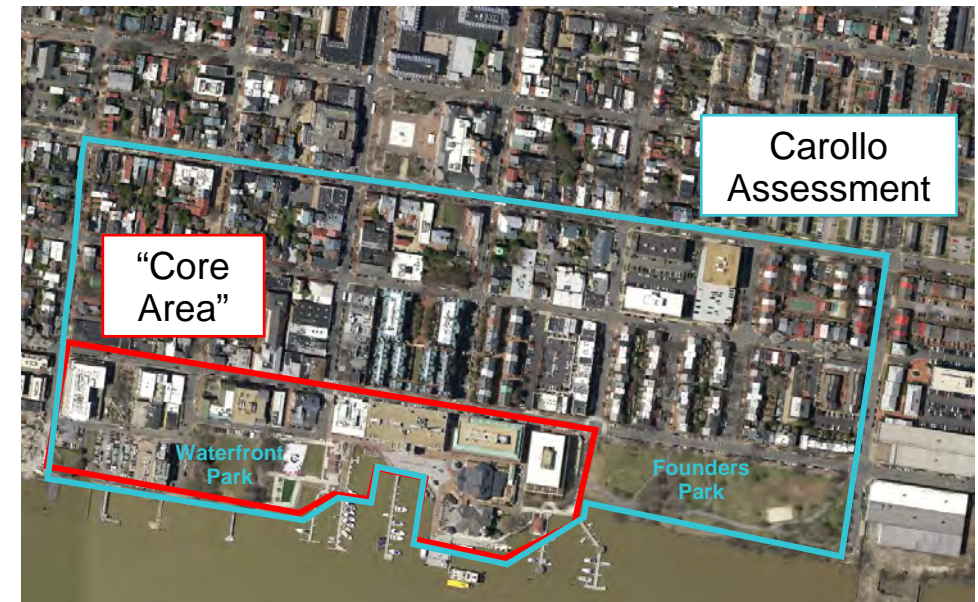 Carollo
Assessment
“Core
Area”
Waterfront
Park
Founders
Park